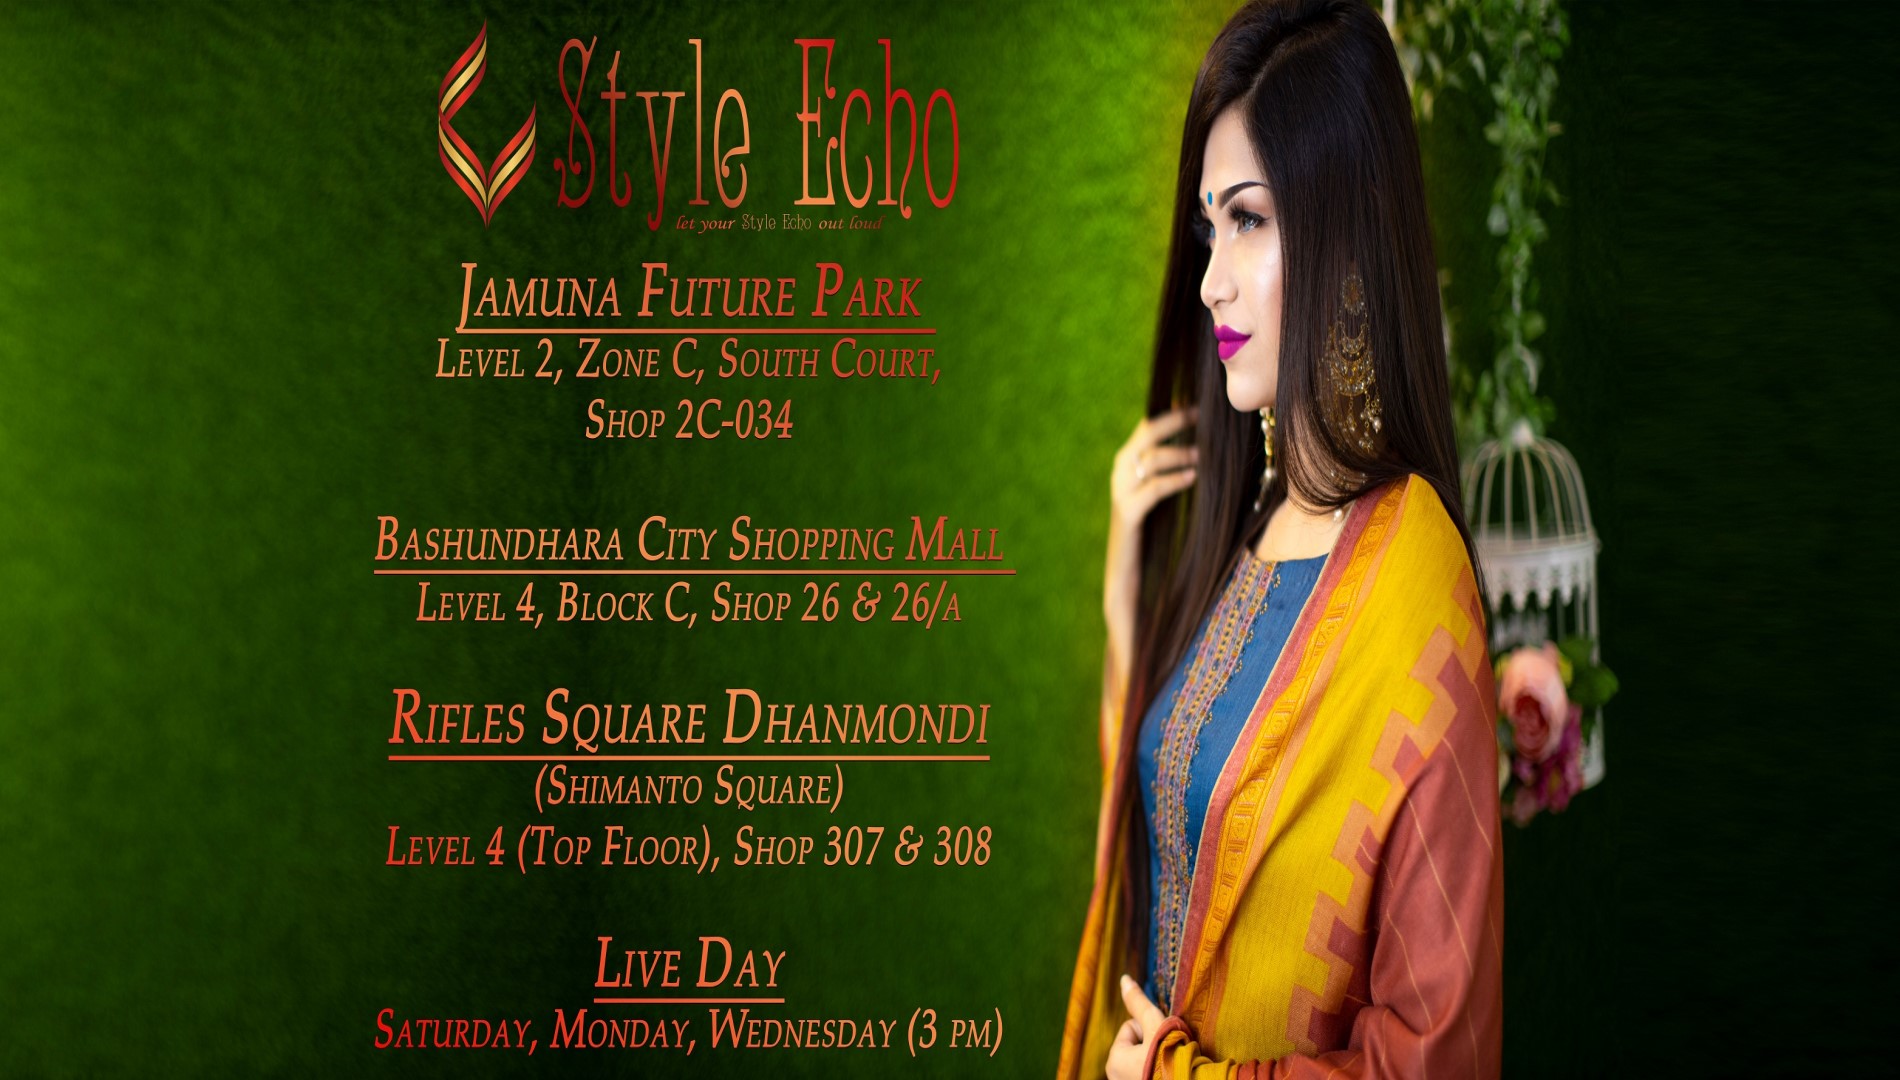 Style Echo
let your Style Echo out loud
Jamuna Future Park
Level 2, Zone C, South Court,
Shop 2C-034
Bashundhara City Shopping Mall
Level 4, Block C, Shop 26 & 26/a
Rifles Square Dhanmondi
(Shimanto Square)
Level 4 (Top Floor), Shop 307 & 308
Live Day
Saturday, Monday, Wednesday (3 pm)